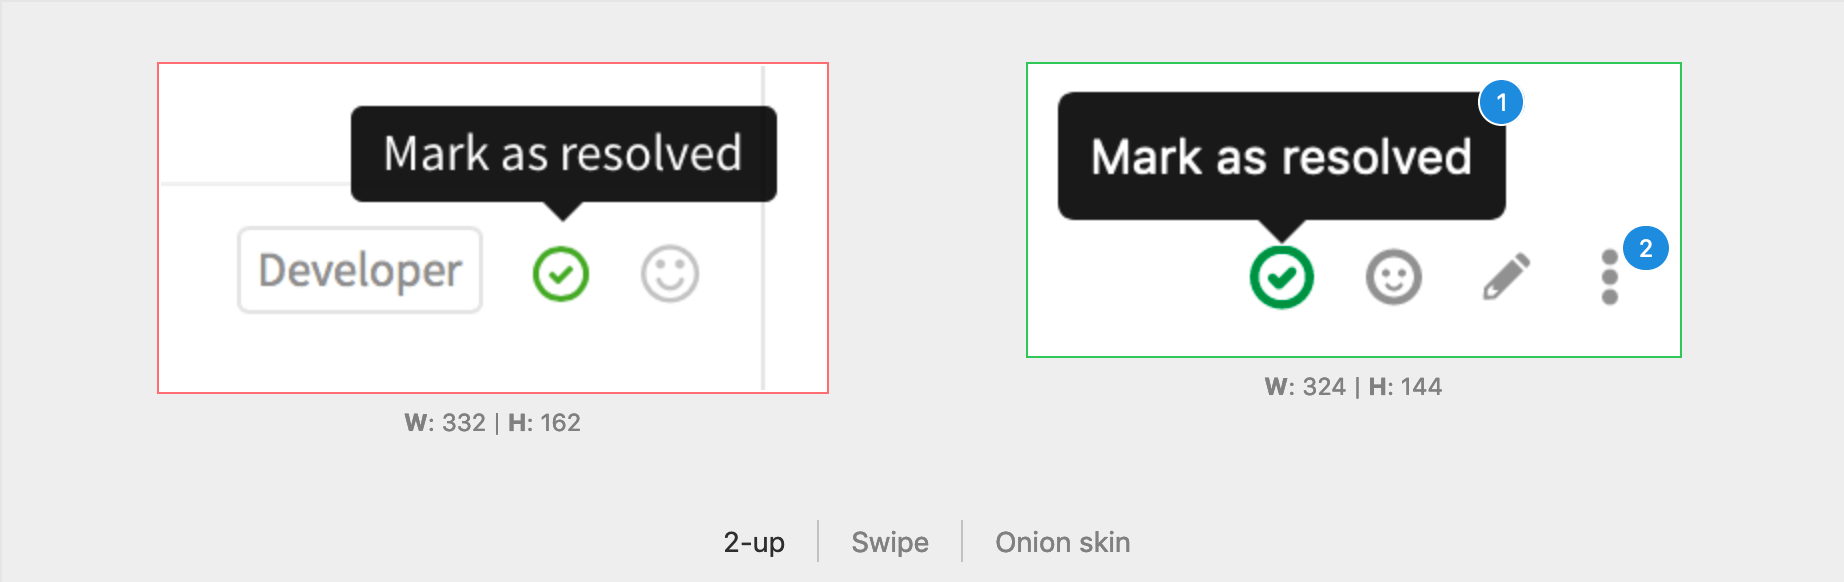 Mark as resolved
Developer
W: 332 | H: 162
Mark as resolved
1
2
W: 324 | H: 144
2-up
Swipe
Onion skin